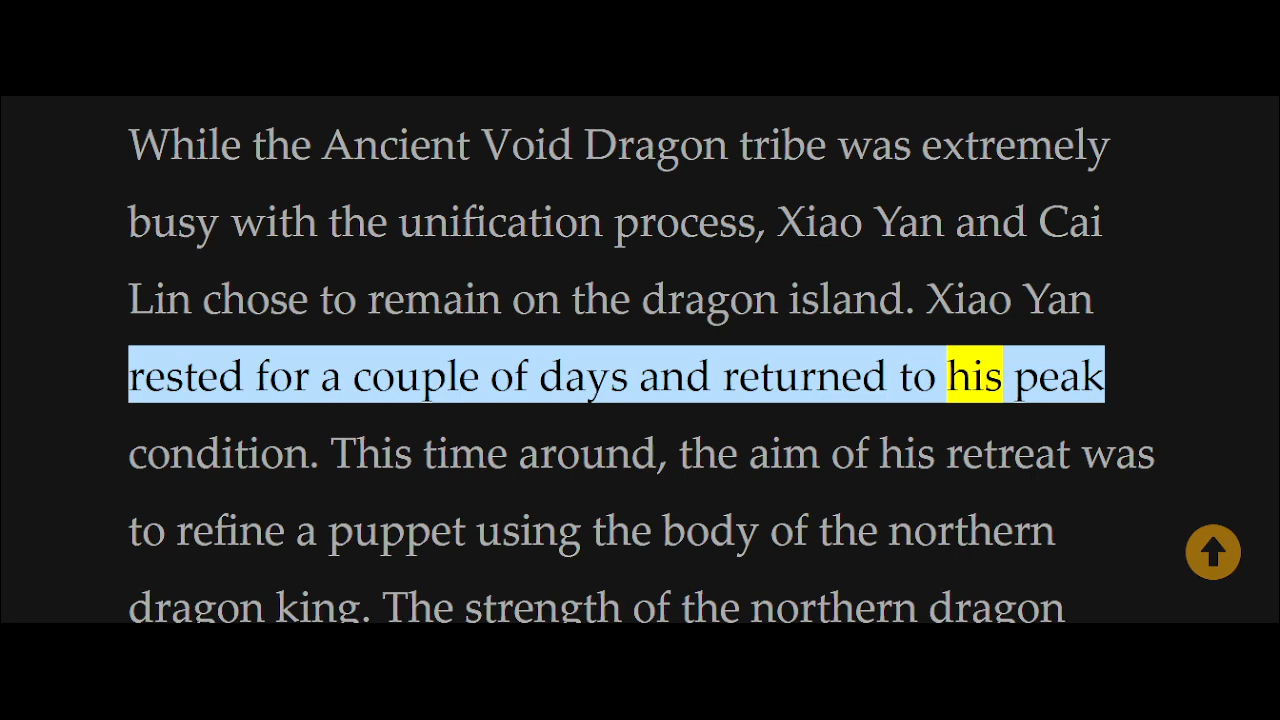 While the Ancient Void Dragon tribe was extremely
busy with the unification process, Xiao Yan and Cai
Lin chose to remain on the dragon island. Xiao Yan
rested for a couple of days and returned to his peak
condition. This time around, the aim of his retreat was
to refine a puppet using the body of the northern
dragon king. The strength of the northern dragon